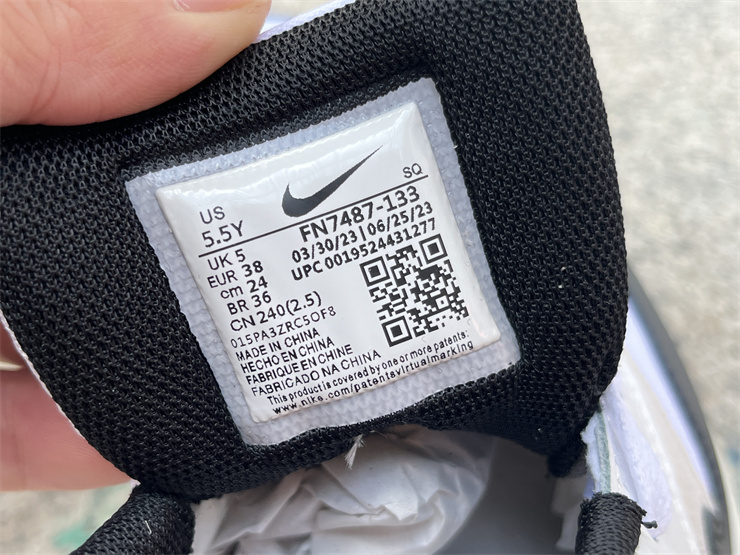 SQ
US
5.5Y
FN7487-133
UK 5
03/30/23 | 06/25/23
EUR 38
UPC 0019524431277
cm 24
BR 36
CN 240(2.5)
015PA3ZRC5OF8
MADE IN CHINA
HECHO EN CHINA
FABRIQUE EN CHINE
FABRICADO NA CHINA
This product is covered by one or more patents:
www.nike.com/patentsvirtualmarking